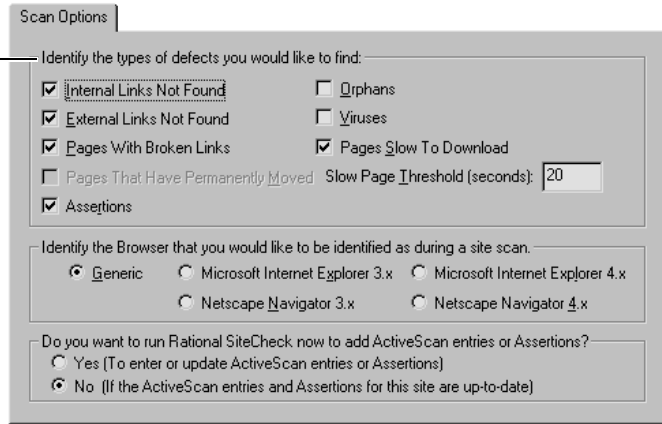 Scan Options
Identify the types of defects you would like to find:
Internal Links Not Found
Orphans
External Links Not Found
Viruses
Pages With Broken Links
Pages Slow To Download
Pages That Have Permanently Moved
Slow Page Threshold (seconds): 20
Assertions
Identify the Browser that you would like to be identified as during a site scan.
Generic
Microsoft Internet Explorer 3.x
Microsoft Internet Explorer 4.x
Netscape Navigator 3.x
Netscape Navigator 4.x
Do you want to run Rational SiteCheck now to add ActiveScan entries or Assertions?
Yes (To enter or update ActiveScan entries or Assertions)
No (If the ActiveScan entries and Assertions for this site are up-to-date)